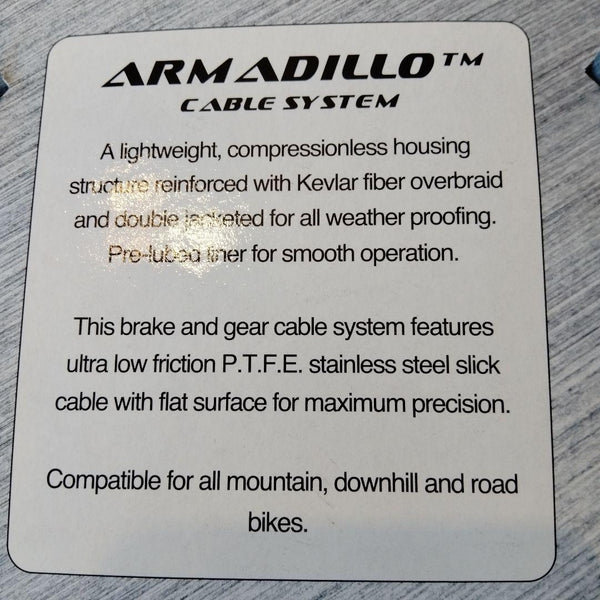 ARMADILLO™
CABLE SYSTEM
A lightweight, compressionless housing
structure reinforced with Kevlar fiber overbraid
and double jacketed for all weather proofing.
Pre-lubed liner for smooth operation.
This brake and gear cable system features
ultra low friction P.T.F.E. stainless steel slick
cable with flat surface for maximum precision.
Compatible for all mountain, downhill and road
bikes.